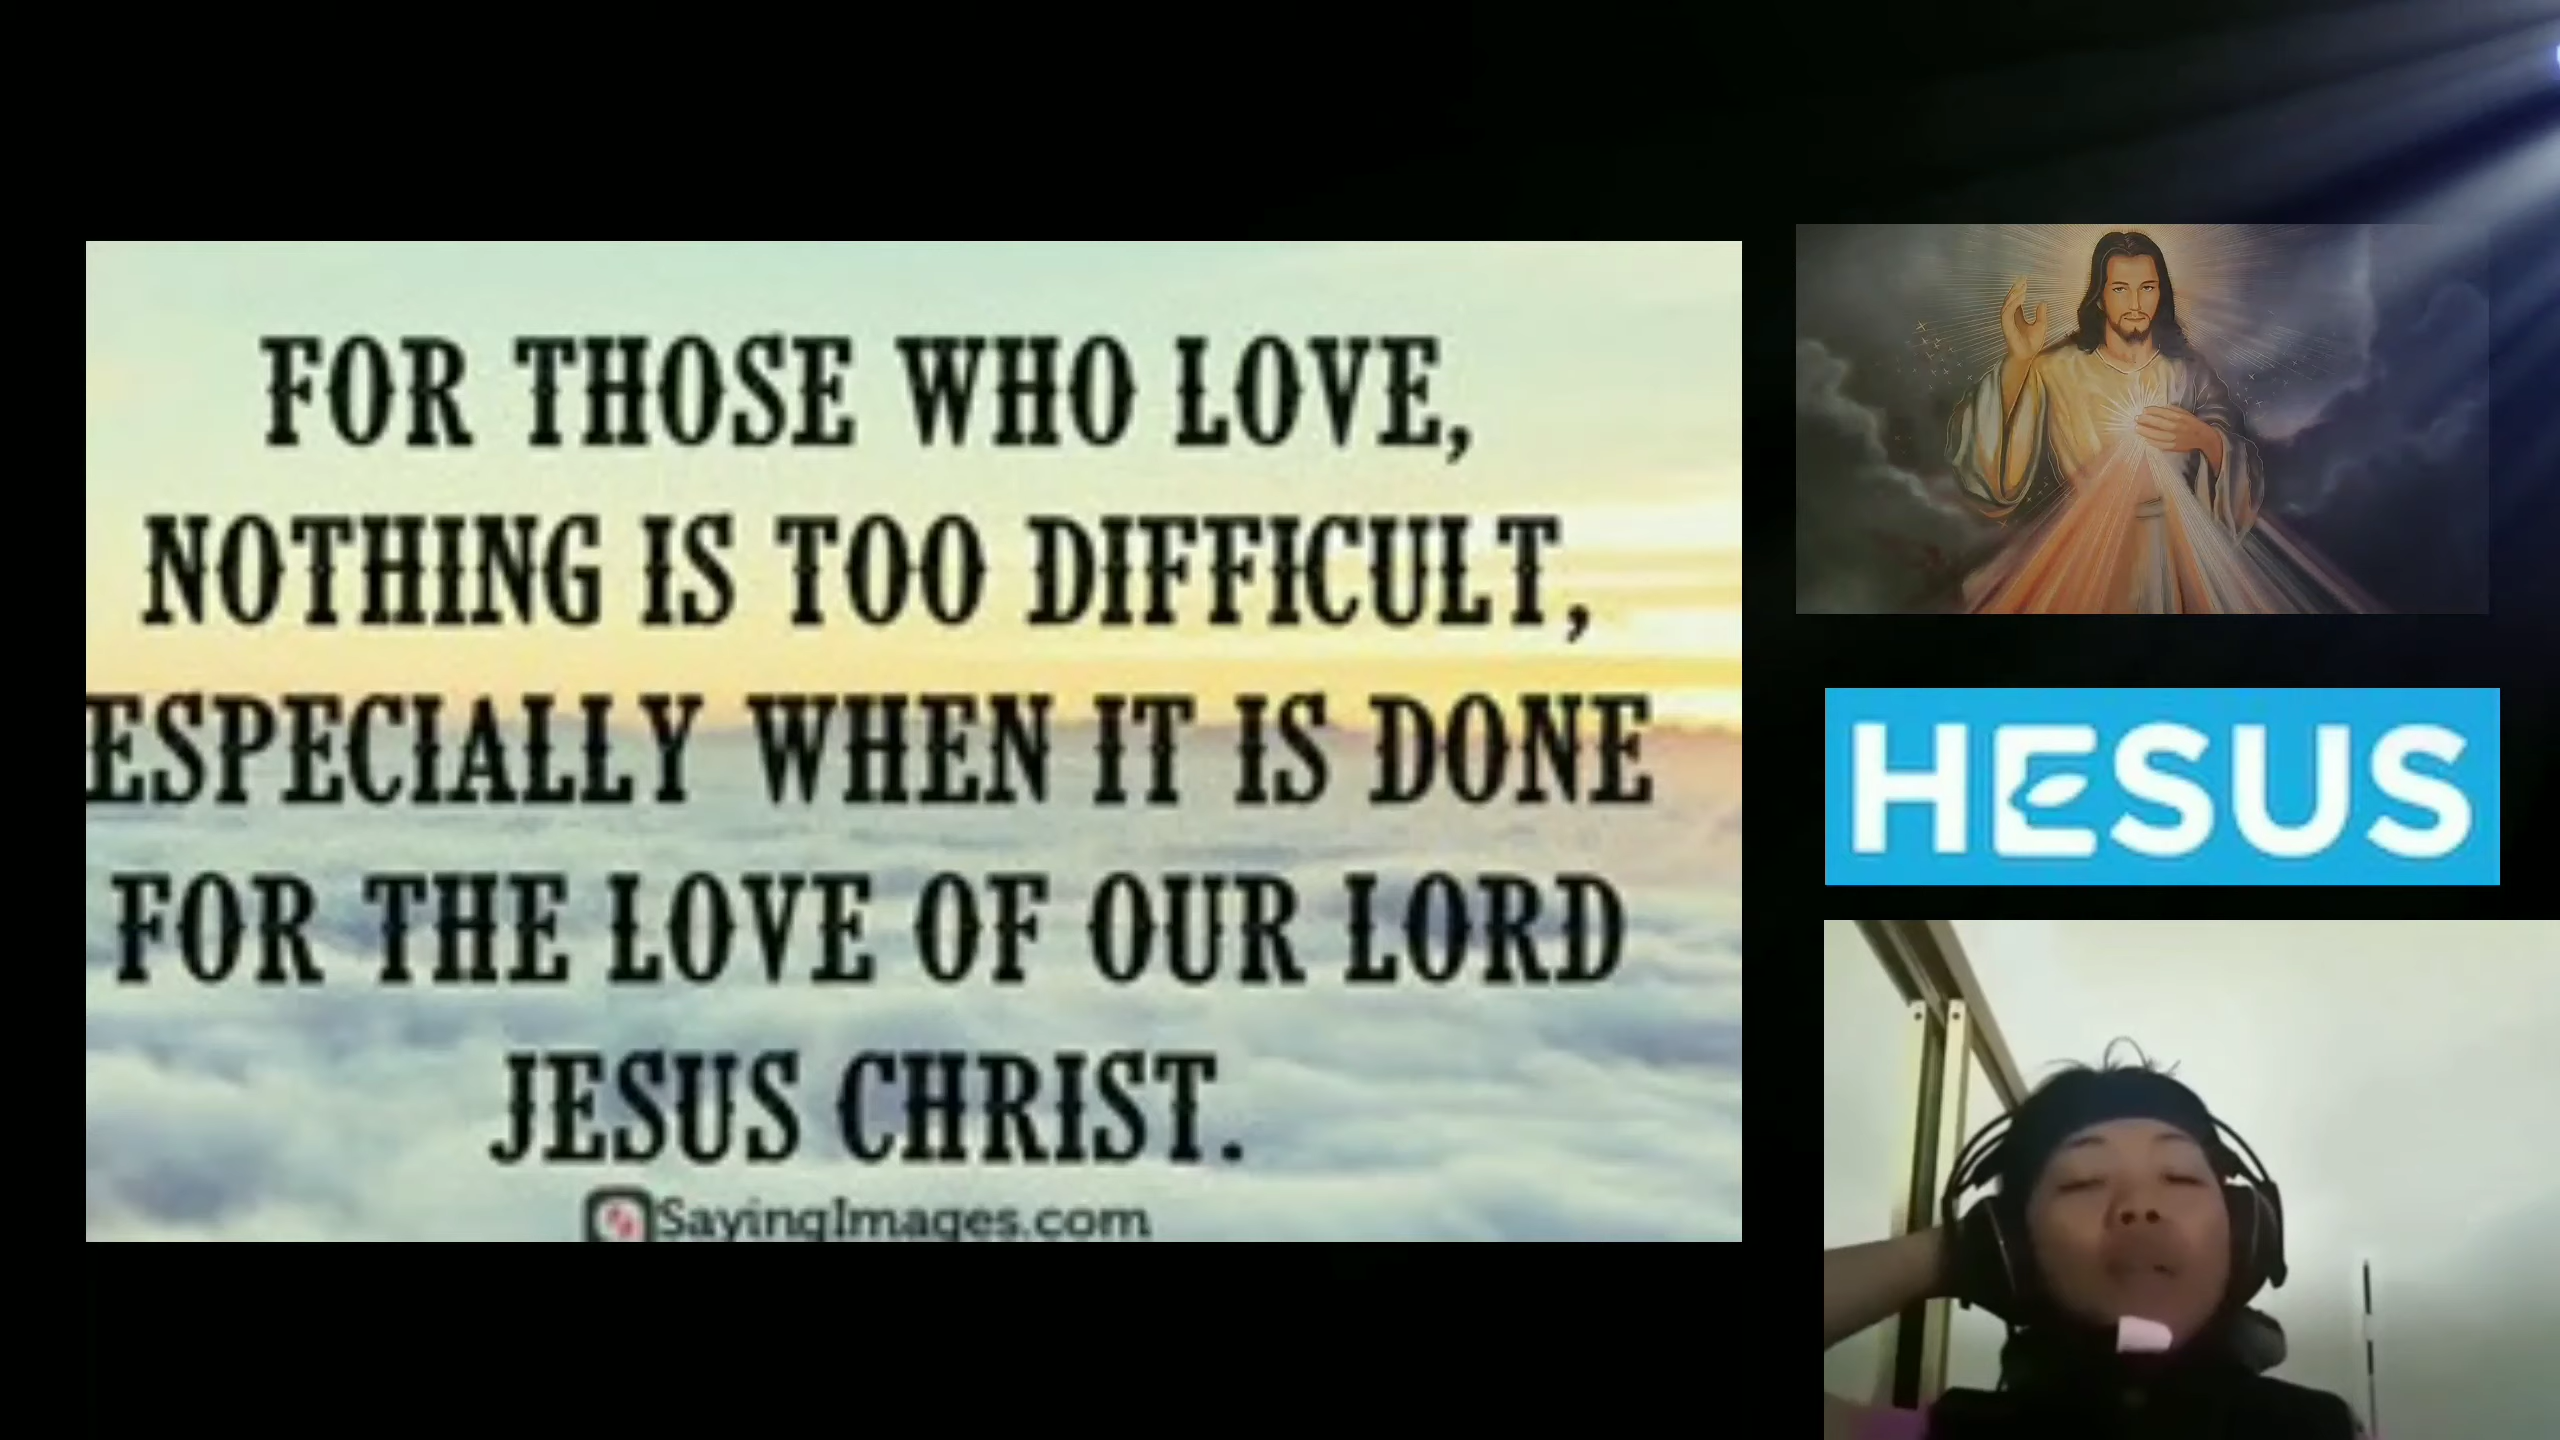 FOR THOSE WHO LOVE,
NOTHING IS TOO DIFFICULT,
ESPECIALLY WHEN IT IS DONE
FOR THE LOVE OF OUR LORD
JESUS CHRIST.
SayingImages.com
HESUS